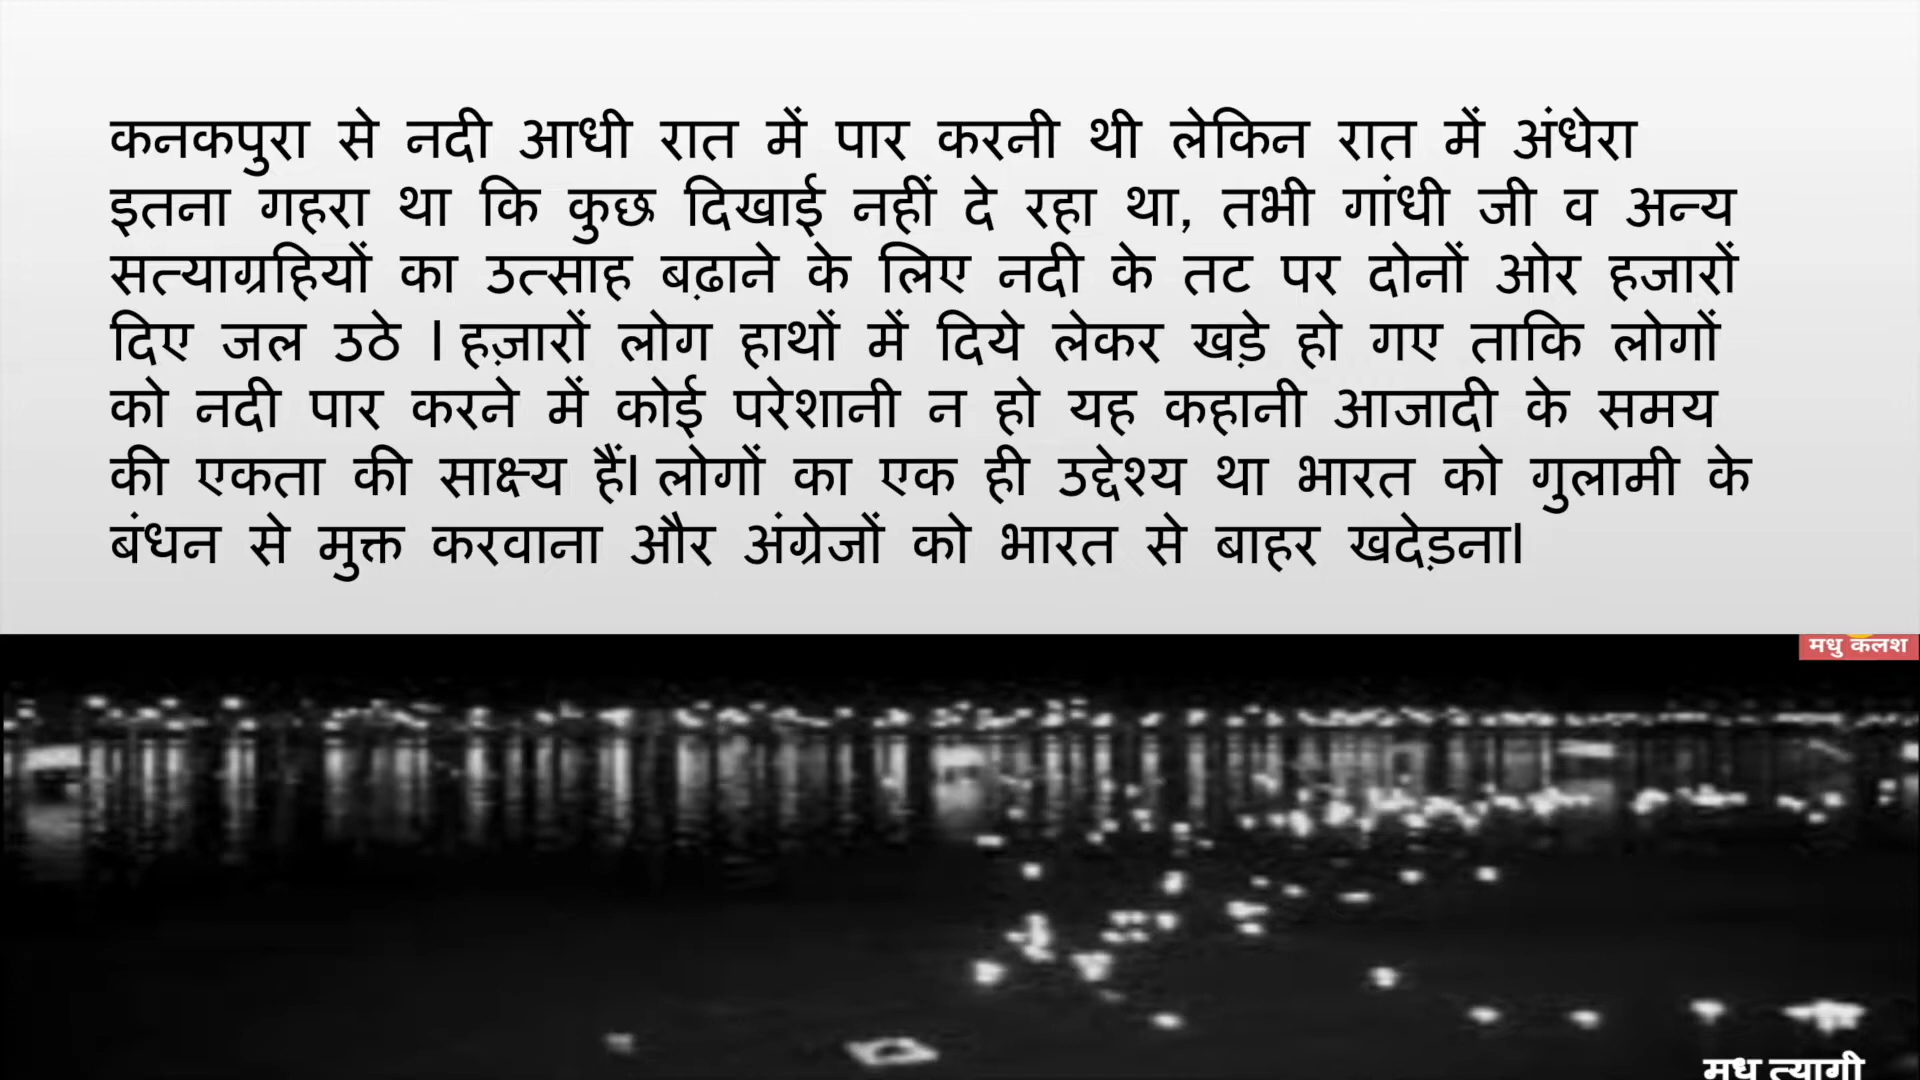 कनकपुरा से नदी आधी रात में पार करनी थी लेकिन रात में अंधेरा
इतना गहरा था कि कुछ दिखाई नहीं दे रहा था, तभी गांधी जी व अन्य
सत्याग्रहियों का उत्साह बढ़ाने के लिए नदी के तट पर दोनों ओर हजारों
दिए जल उठे । हज़ारों लोग हाथों में दिये लेकर खड़े हो गए ताकि लोगों
को नदी पार करने में कोई परेशानी न हो यह कहानी आजादी के समय
की एकता की साक्ष्य हैं। लोगों का एक ही उद्देश्य था भारत को गुलामी के
बंधन से मुक्त करवाना और अंग्रेजों को भारत से बाहर खदेड़ना।
मधु कलश
मधु त्यागी